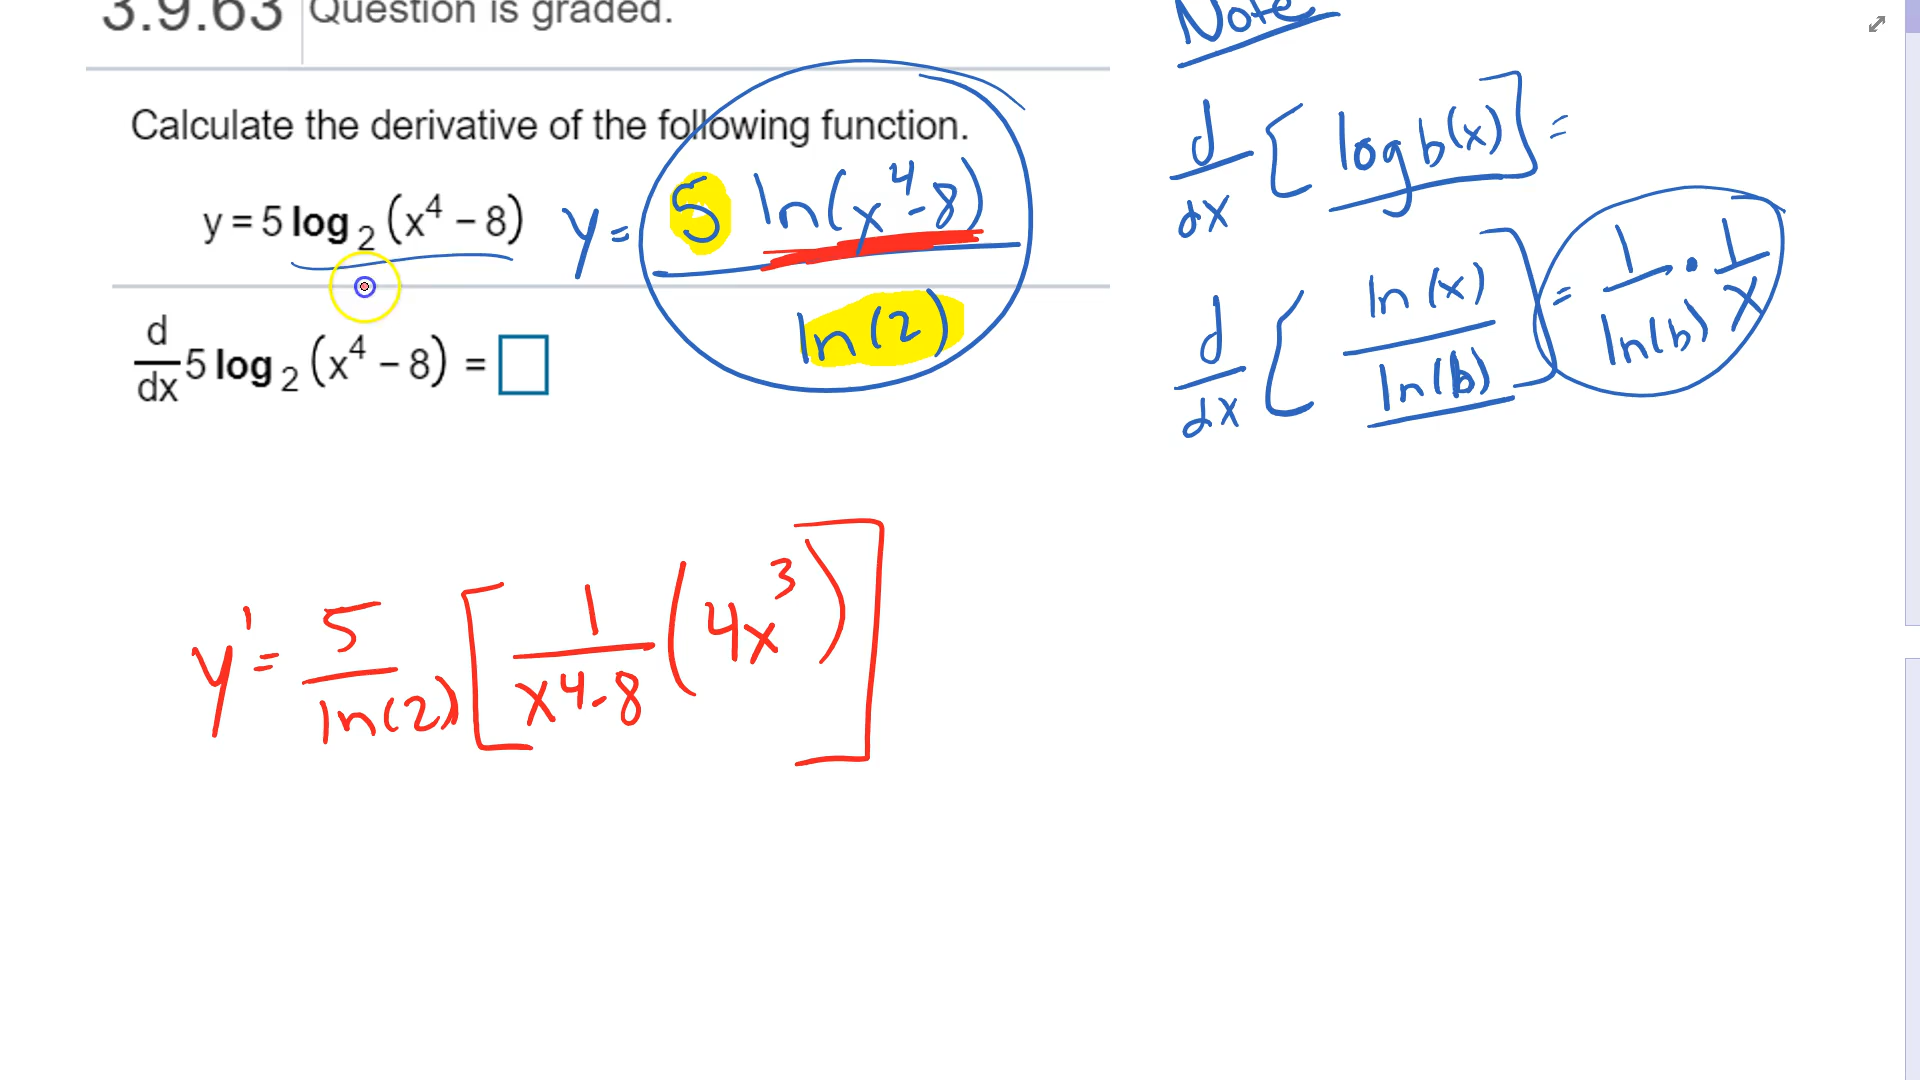 3.9.63 Question is graded.
Note
Calculate the derivative of the following function.
y = 5 log₂ (x⁴ − 8)
y = 5 ln(x⁴-8) / ln(2)
d/dx 5 log₂ (x⁴ − 8) =
d/dx [log b(x)] =
d/dx [ln(x) / ln(b)] = 1/ln(b) · 1/x
y' = 5/ln(2) [1/(x⁴-8) (4x³)]